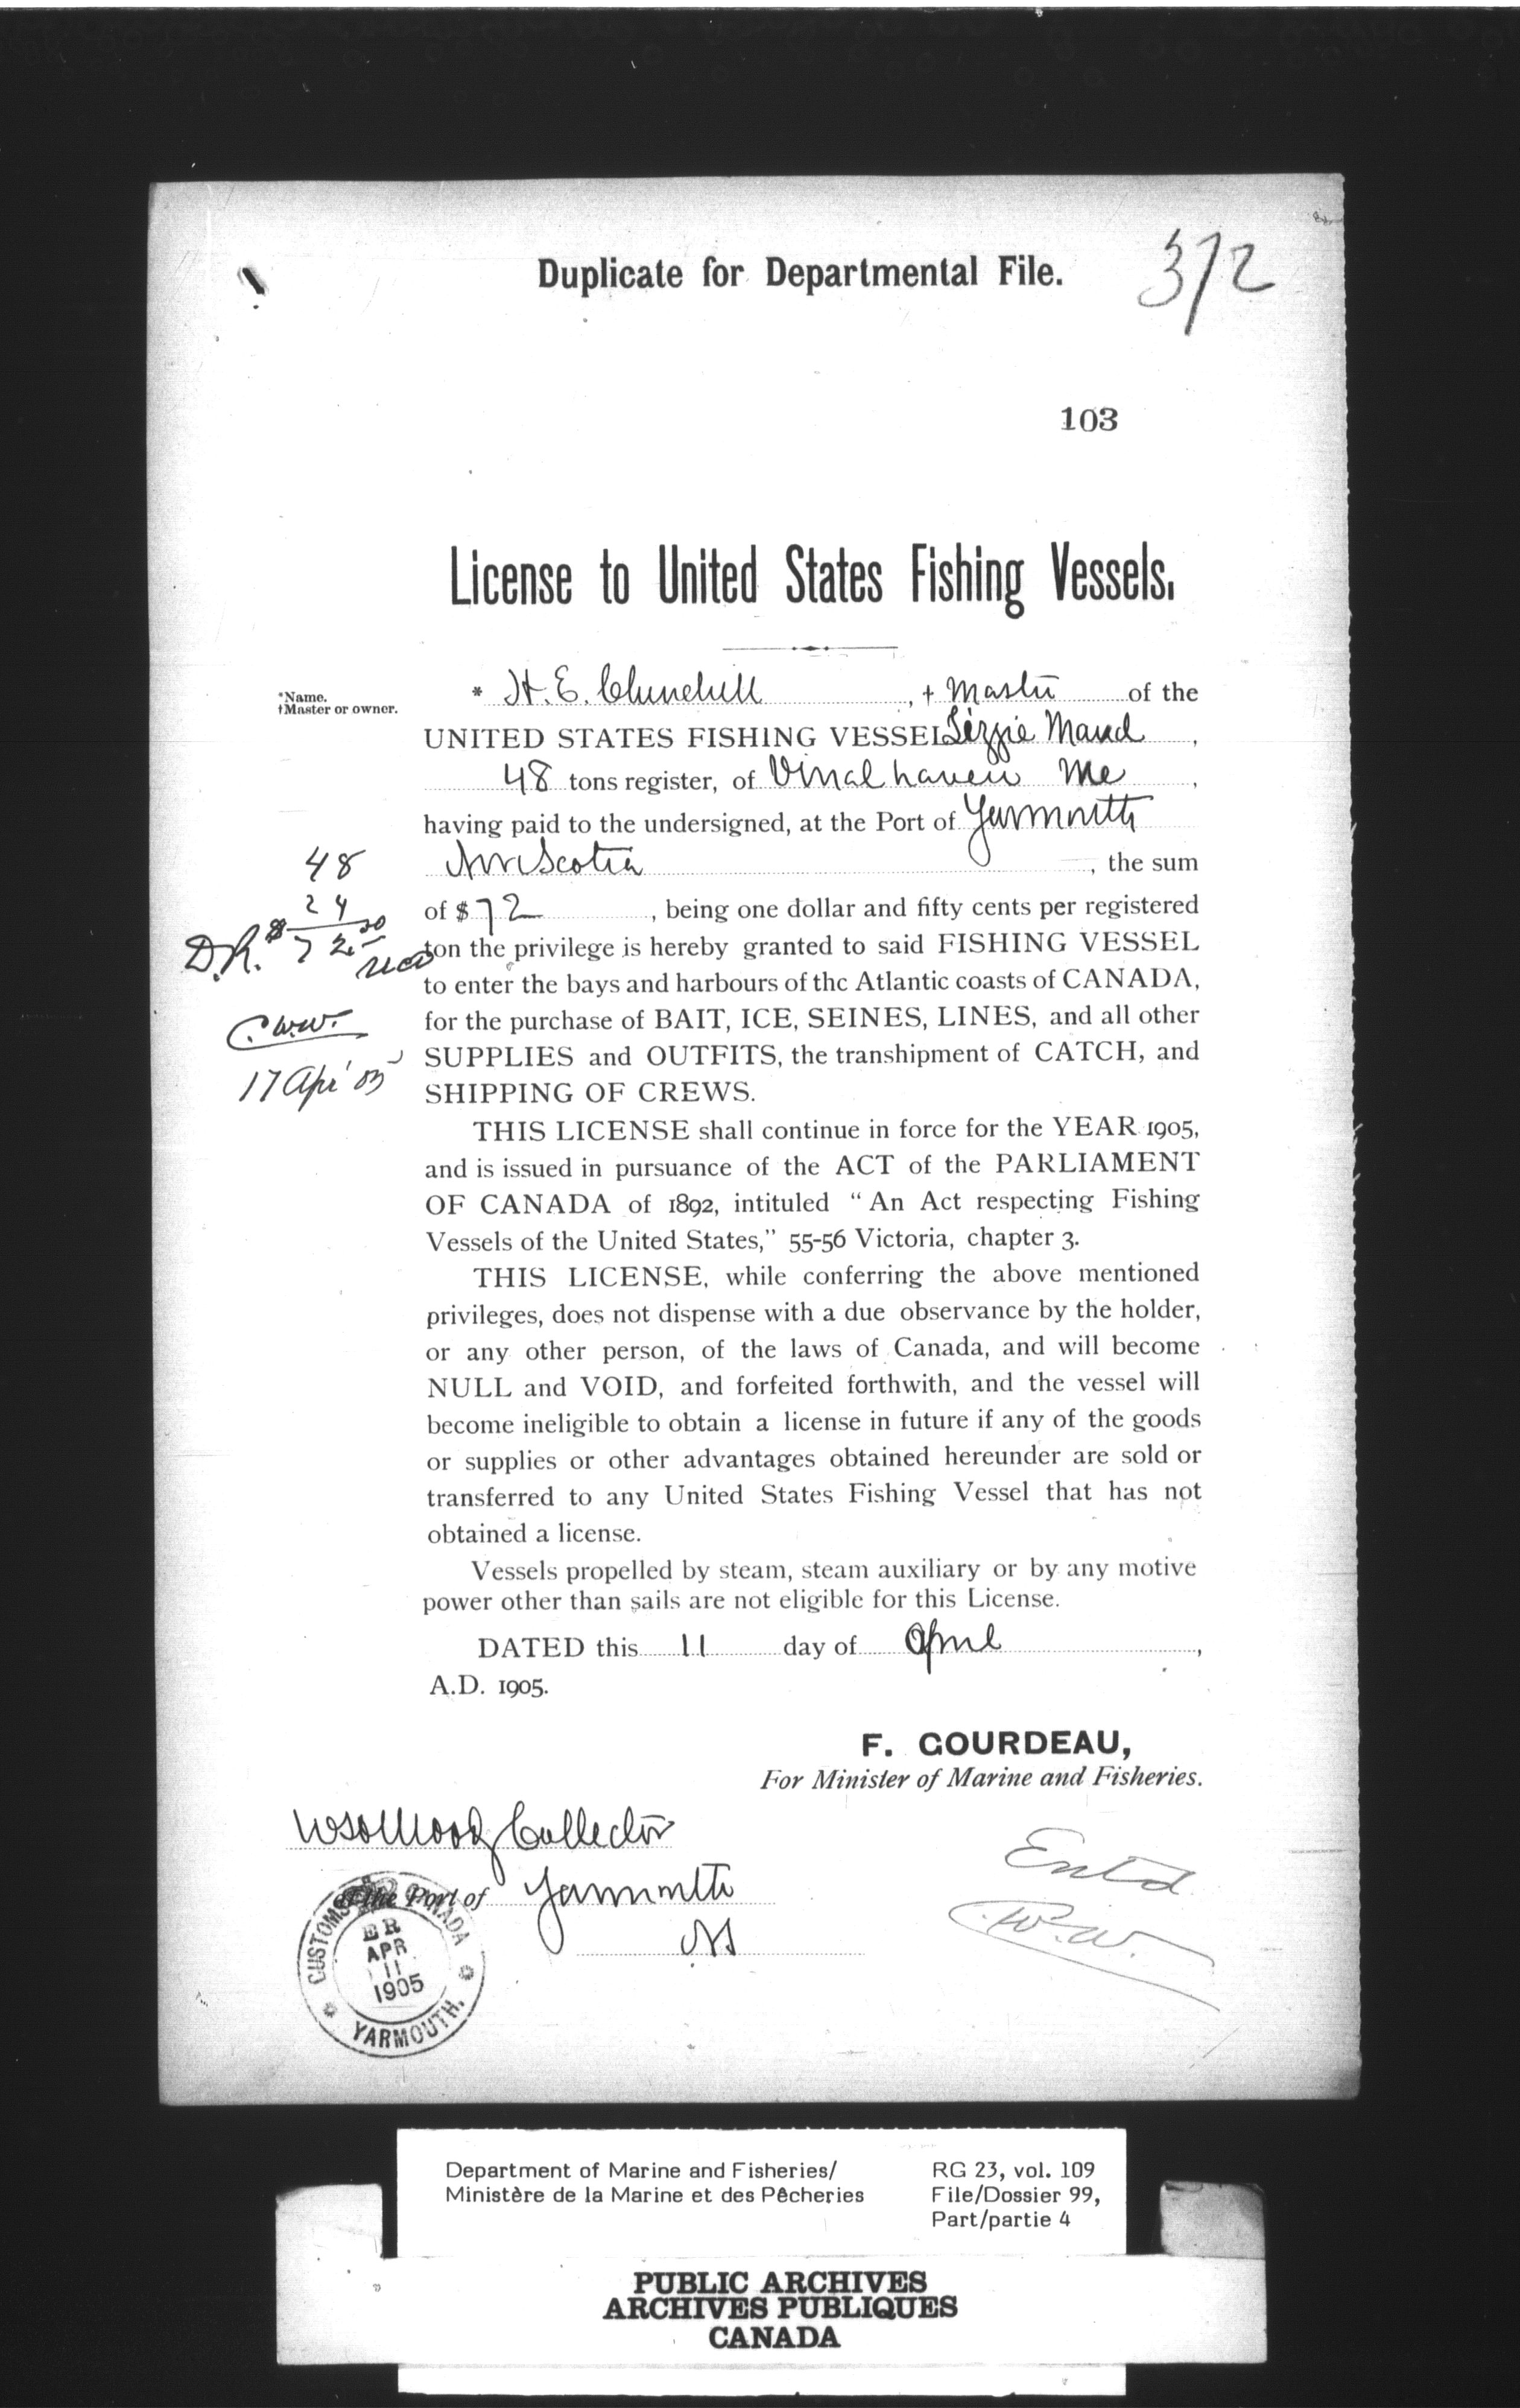 Duplicate for Departmental File.
372
103
License to United States Fishing Vessels.
*Name.
†Master or owner.
* H. E. Churchill, † Master of the
UNITED STATES FISHING VESSEL Lizzie Maud,
48 tons register, of Vinalhaven Me,
having paid to the undersigned, at the Port of Yarmouth
Nova Scotia, the sum
48
24
D.R. $72.00
of $72, being one dollar and fifty cents per registered
ton the privilege is hereby granted to said FISHING VESSEL
to enter the bays and harbours of the Atlantic coasts of CANADA,
for the purchase of BAIT, ICE, SEINES, LINES, and all other
SUPPLIES and OUTFITS, the transhipment of CATCH, and
SHIPPING OF CREWS.
C.W.W.
17 Apr' 05
THIS LICENSE shall continue in force for the YEAR 1905,
and is issued in pursuance of the ACT of the PARLIAMENT
OF CANADA of 1892, intituled "An Act respecting Fishing
Vessels of the United States," 55-56 Victoria, chapter 3.
THIS LICENSE, while conferring the above mentioned
privileges, does not dispense with a due observance by the holder,
or any other person, of the laws of Canada, and will become
NULL and VOID, and forfeited forthwith, and the vessel will
become ineligible to obtain a license in future if any of the goods
or supplies or other advantages obtained hereunder are sold or
transferred to any United States Fishing Vessel that has not
obtained a license.
Vessels propelled by steam, steam auxiliary or by any motive
power other than sails are not eligible for this License.
DATED this 11 day of April,
A.D. 1905.
F. GOURDEAU,
For Minister of Marine and Fisheries.
Collector
of the Port of Yarmouth
NS
CUSTOMS CANADA
APR
11
1905
YARMOUTH.
Ent'd
C.W.W.
Department of Marine and Fisheries/
Ministère de la Marine et des Pêcheries
RG 23, vol. 109
File/Dossier 99,
Part/partie 4
PUBLIC ARCHIVES
ARCHIVES PUBLIQUES
CANADA